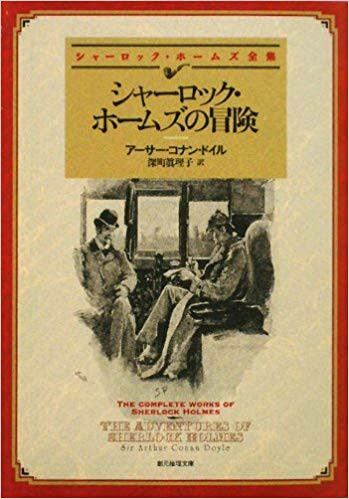 シャーロック・ホームズ全集
シャーロック・
ホームズの冒険
アーサー・コナン・ドイル
深町眞理子 訳
SP
THE COMPLETE WORKS OF
SHERLOCK HOLMES
THE ADVENTURES OF
SHERLOCK HOLMES
Sir Arthur Conan Doyle
創元推理文庫